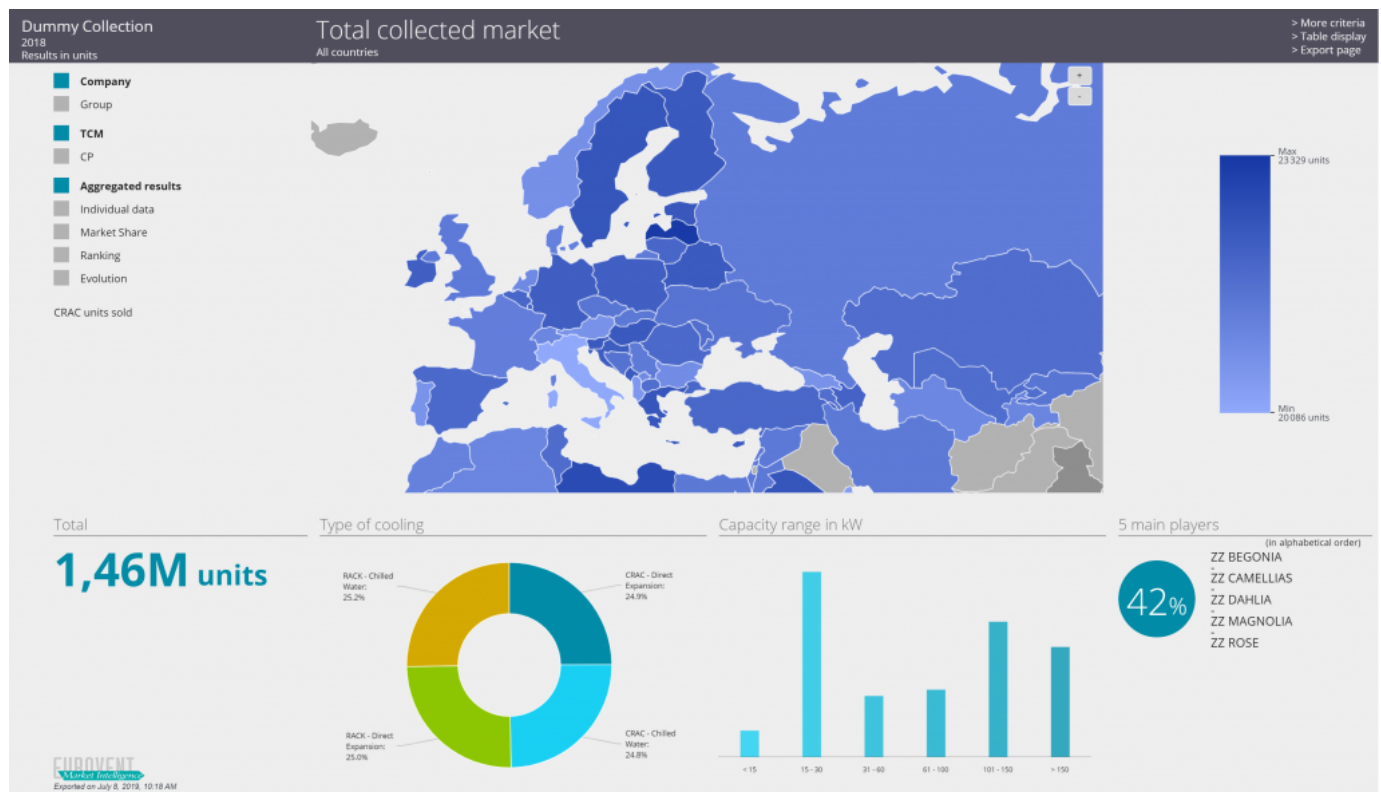 Dummy Collection
2018
Results in units
Total collected market
All countries
> More criteria
> Table display
> Export page
Company
Group
TCM
CP
Aggregated results
Individual data
Market Share
Ranking
Evolution
CRAC units sold
+
-
Max
23 329 units
Min
20 086 units
Total
1,46M units
Type of cooling
RACK - Chilled
Water:
25.2%
CRAC - Direct
Expansion:
24.9%
RACK - Direct
Expansion:
25.0%
CRAC - Chilled
Water:
24.8%
Capacity range in kW
< 15
15 - 30
31 - 60
61 - 100
101 - 150
> 150
5 main players
(in alphabetical order)
42%
ZZ BEGONIA
-
ZZ CAMELLIAS
-
ZZ DAHLIA
-
ZZ MAGNOLIA
-
ZZ ROSE
EUROVENT
Market Intelligence
Exported on July 8, 2019, 10:18 AM